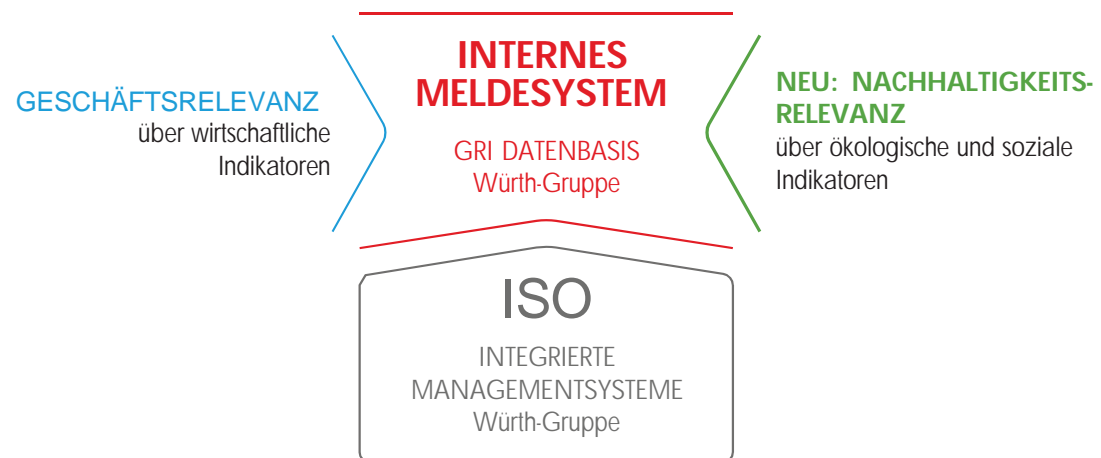 GESCHÄFTSRELEVANZ
über wirtschaftliche
Indikatoren
INTERNES
MELDESYSTEM
GRI DATENBASIS
Würth-Gruppe
NEU: NACHHALTIGKEITS-
RELEVANZ
über ökologische und soziale
Indikatoren
ISO
INTEGRIERTE
MANAGEMENTSYSTEME
Würth-Gruppe